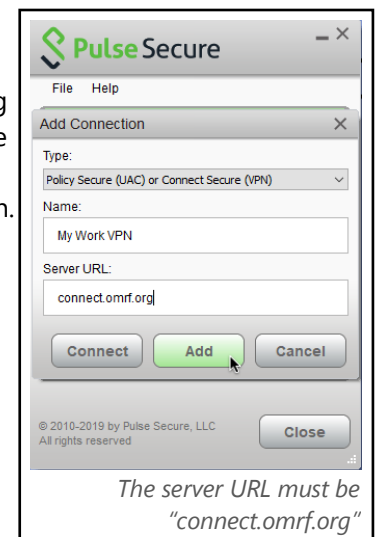 Pulse Secure
File Help
Add Connection
Type:
Policy Secure (UAC) or Connect Secure (VPN)
Name:
My Work VPN
Server URL:
connect.omrf.org
Connect Add Cancel
© 2010-2019 by Pulse Secure, LLC
All rights reserved
Close
The server URL must be
“connect.omrf.org”